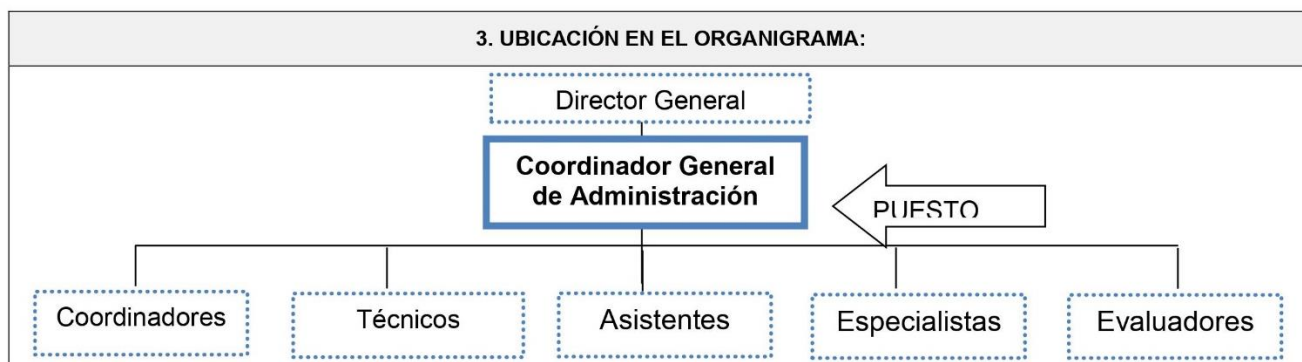 3. UBICACIÓN EN EL ORGANIGRAMA:
Director General
Coordinador General
de Administración
PUESTO
Coordinadores
Técnicos
Asistentes
Especialistas
Evaluadores